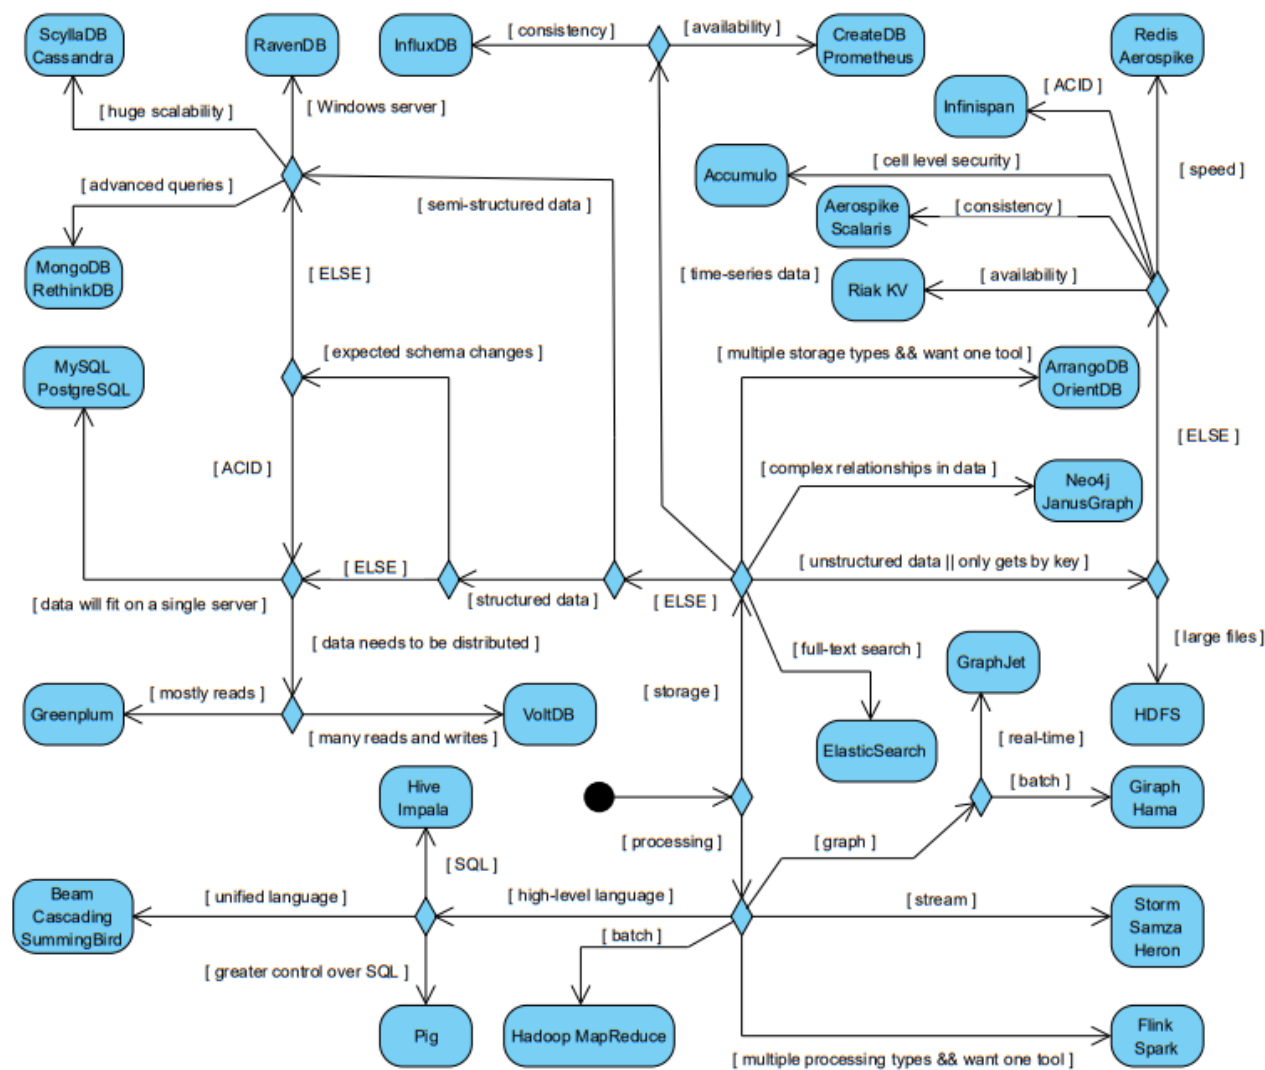 ScyllaDB
Cassandra
RavenDB
InfluxDB
[ consistency ]
[ availability ]
CreateDB
Prometheus
Redis
Aerospike
[ huge scalability ]
[ Windows server ]
Infinispan
[ ACID ]
[ advanced queries ]
[ semi-structured data ]
Accumulo
[ cell level security ]
[ speed ]
Aerospike
Scalaris
[ consistency ]
MongoDB
RethinkDB
[ ELSE ]
[ time-series data ]
Riak KV
[ availability ]
MySQL
PostgreSQL
[ expected schema changes ]
[ multiple storage types && want one tool ]
ArrangoDB
OrientDB
[ ACID ]
[ complex relationships in data ]
Neo4j
JanusGraph
[ ELSE ]
[ data will fit on a single server ]
[ ELSE ]
[ structured data ]
[ ELSE ]
[ unstructured data || only gets by key ]
[ data needs to be distributed ]
[ full-text search ]
[ large files ]
Greenplum
[ mostly reads ]
[ many reads and writes ]
VoltDB
[ storage ]
ElasticSearch
GraphJet
HDFS
[ real-time ]
[ batch ]
Giraph
Hama
Hive
Impala
[ processing ]
[ graph ]
[ SQL ]
Beam
Cascading
SummingBird
[ unified language ]
[ high-level language ]
[ stream ]
Storm
Samza
Heron
[ batch ]
[ greater control over SQL ]
Pig
Hadoop MapReduce
Flink
Spark
[ multiple processing types && want one tool ]